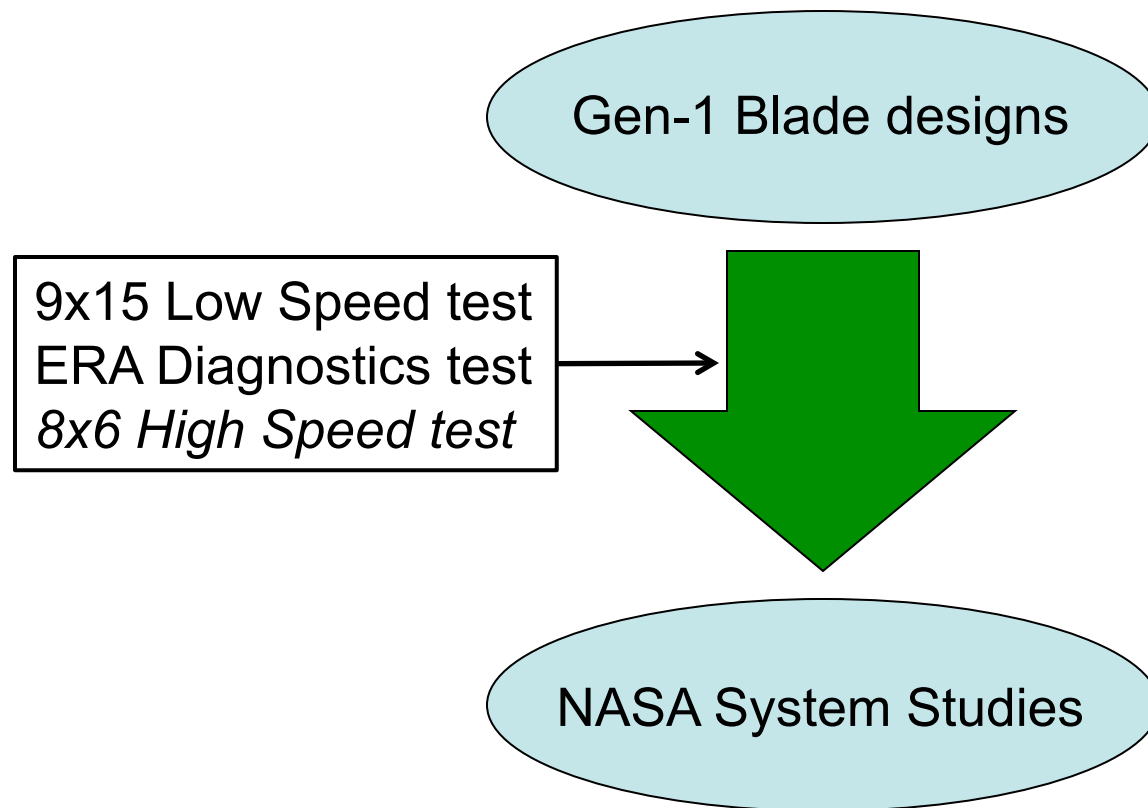 Gen-1 Blade designs
9x15 Low Speed test
ERA Diagnostics test
8x6 High Speed test
NASA System Studies